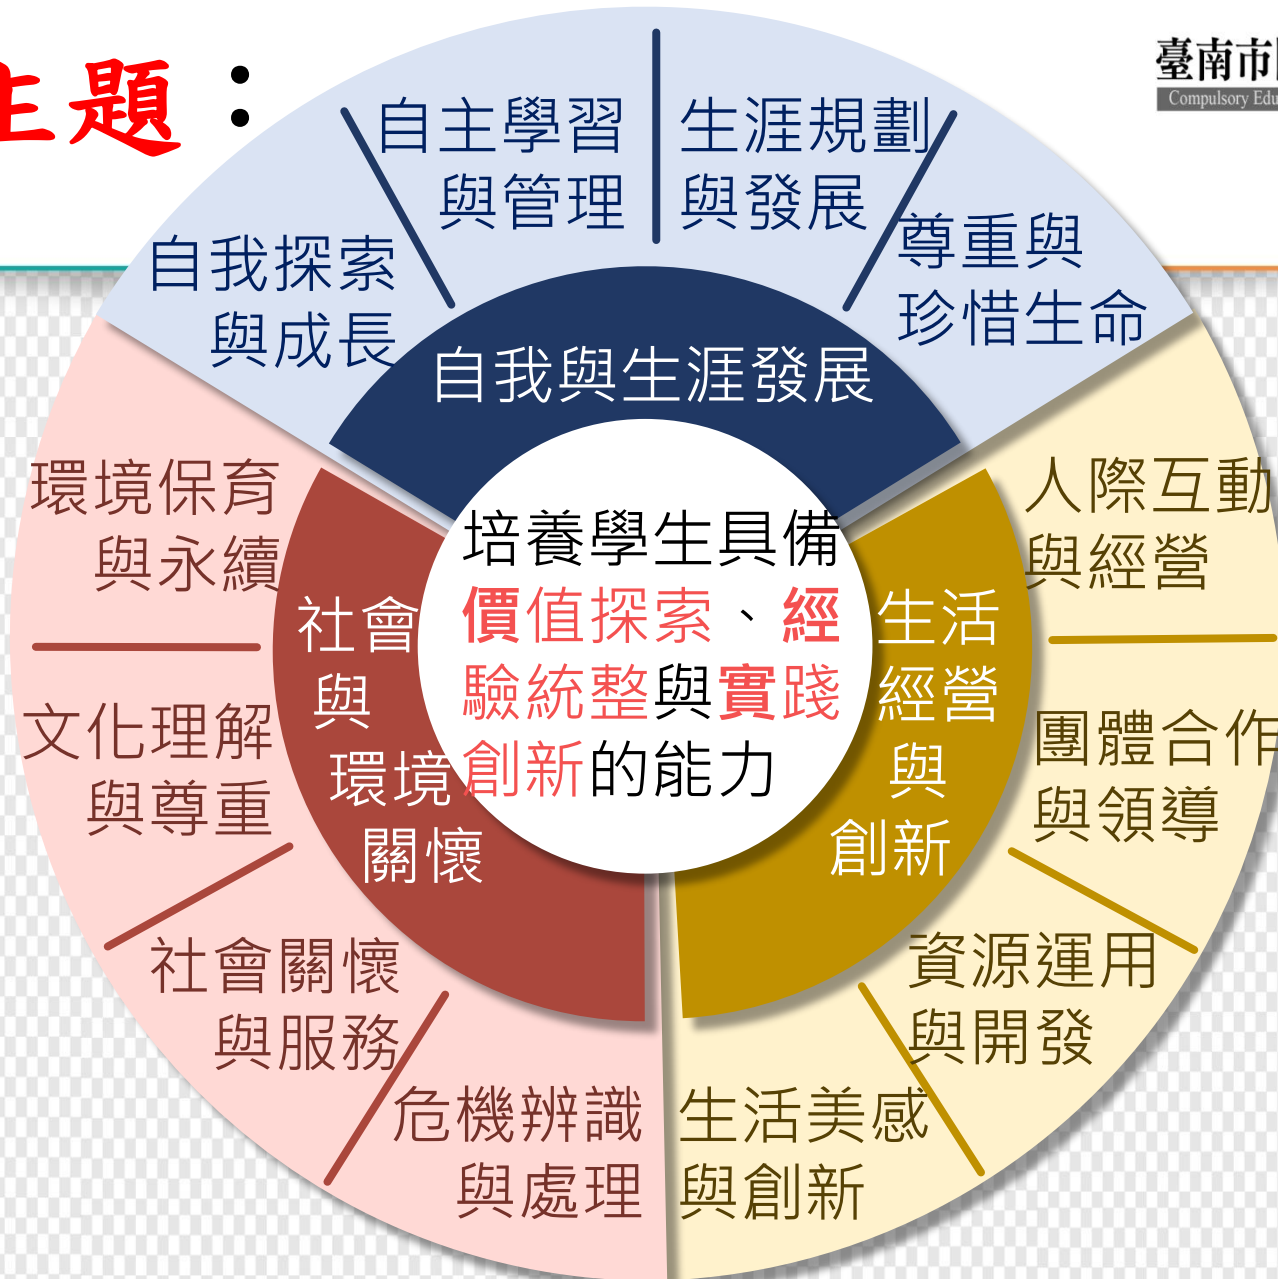 主題：
臺南市
Compulsory Edu
自主學習
與管理
生涯規劃
與發展
自我探索
與成長
尊重與
珍惜生命
自我與生涯發展
環境保育
與永續
人際互動
與經營
培養學生具備
價值探索、經
驗統整與實踐
創新的能力
社會
與
環境
關懷
生活
經營
與
創新
文化理解
與尊重
團體合作
與領導
社會關懷
與服務
資源運用
與開發
危機辨識
與處理
生活美感
與創新